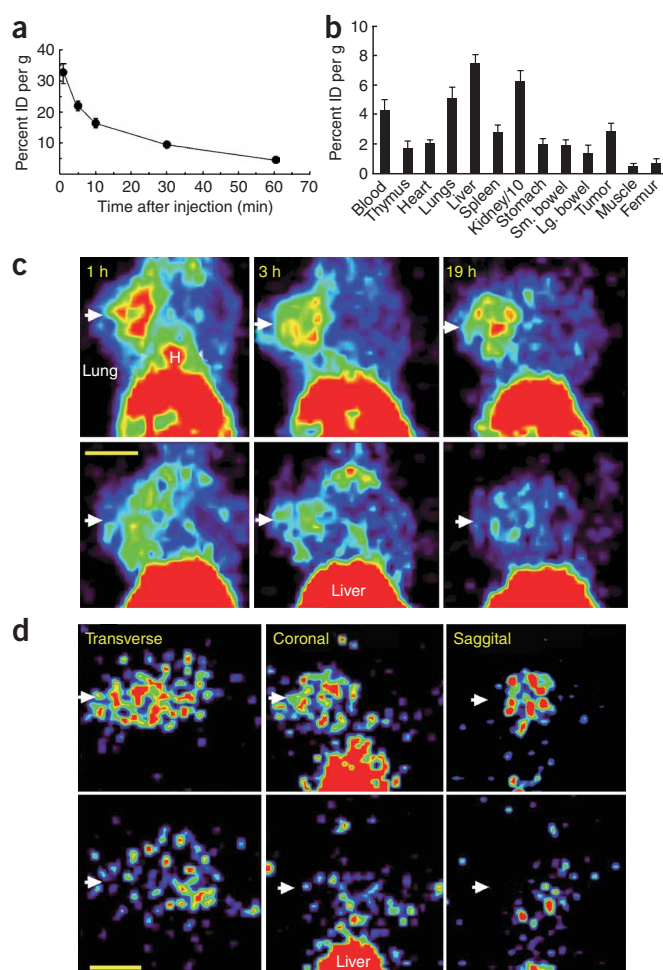 a
Percent ID per g
40
30
20
10
0 10 20 30 40 50 60 70
Time after injection (min)
b
Percent ID per g
10
8
6
4
2
0
Blood
Thymus
Heart
Lungs
Liver
Spleen
Kidney/10
Stomach
Sm. bowel
Lg. bowel
Tumor
Muscle
Femur
c
1 h
3 h
19 h
Lung
H
Liver
d
Transverse
Coronal
Saggital
Liver